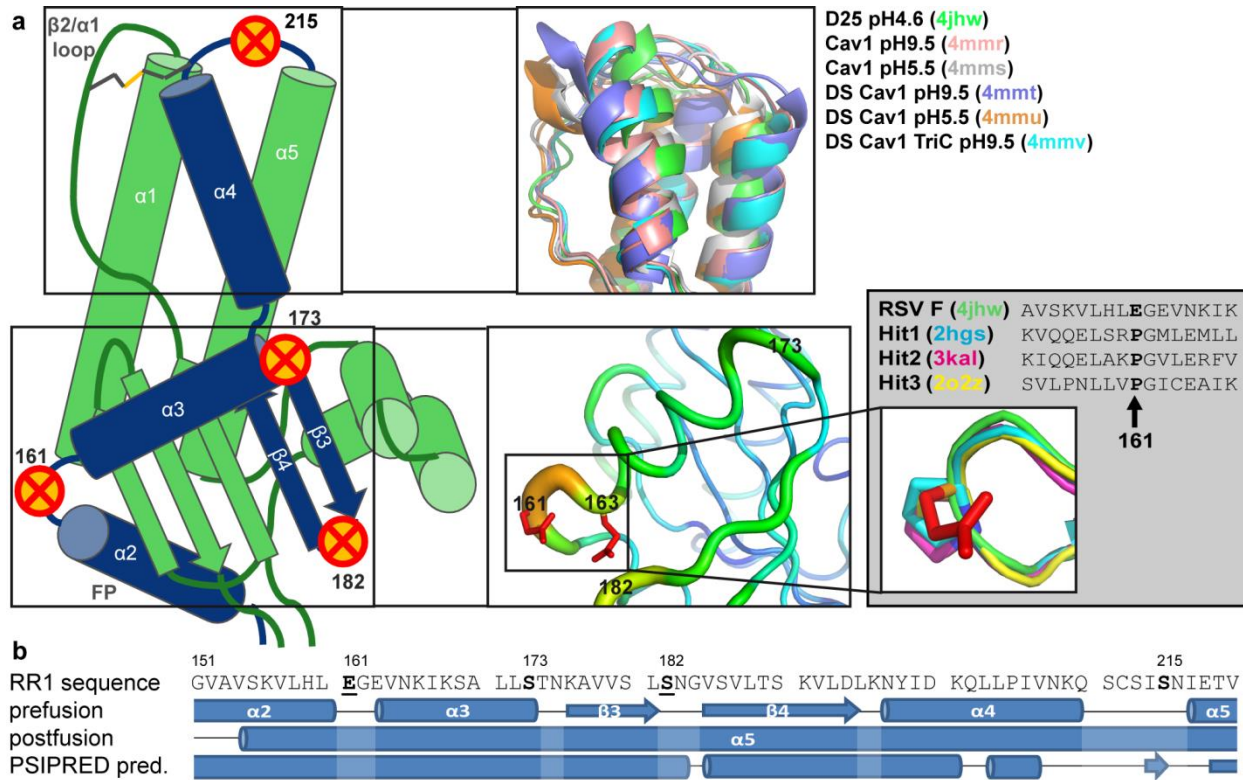 a
β2/α1
loop
215
α1
α4
α5
D25 pH4.6 (4jhw)
Cav1 pH9.5 (4mmr)
Cav1 pH5.5 (4mms)
DS Cav1 pH9.5 (4mmt)
DS Cav1 pH5.5 (4mmu)
DS Cav1 TriC pH9.5 (4mmv)
173
α3
β3
β4
161
α2
FP
182
173
161
163
182
RSV F (4jhw) AVSKVLHLEGEVNKIK
Hit1 (2hgs) KVQQELSRPGMLEMLL
Hit2 (3kal) KIQQELAKPGVLERFV
Hit3 (2o2z) SVLPNLLVPGICEAIK
161
b
151 161 173 182 215
RR1 sequence GVAVSKVLHL EGEVNKIKSA LLSTNKAVVS LSNGVSVLTS KVLDLKNYID KQLLPIVNKQ SCSISNIETV
prefusion α2 α3 β3 β4 α4 α5
postfusion α5
PSIPRED pred.